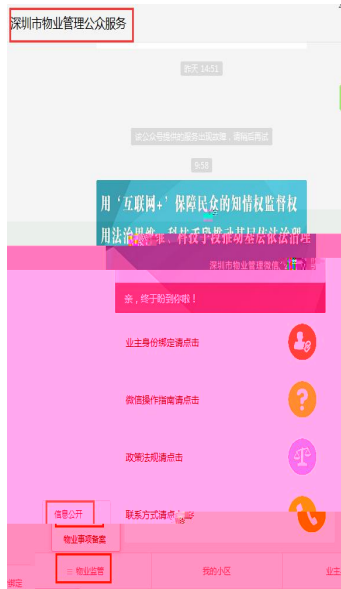 深圳市物业管理公众服务
昨天 14:51
该公众号提供的服务出现故障，请稍后再试
9:58
用‘互联网+’保障民众的知情权监督权
用法治思维、科技手段推动基层依法治理
深圳市物业管理微信
亲，终于盼到你啦！
业主身份绑定请点击
微信操作指南请点击
政策法规请点击
联系方式请点
信息公开
物业事项备案
绑定
物业监管
我的小区
业主